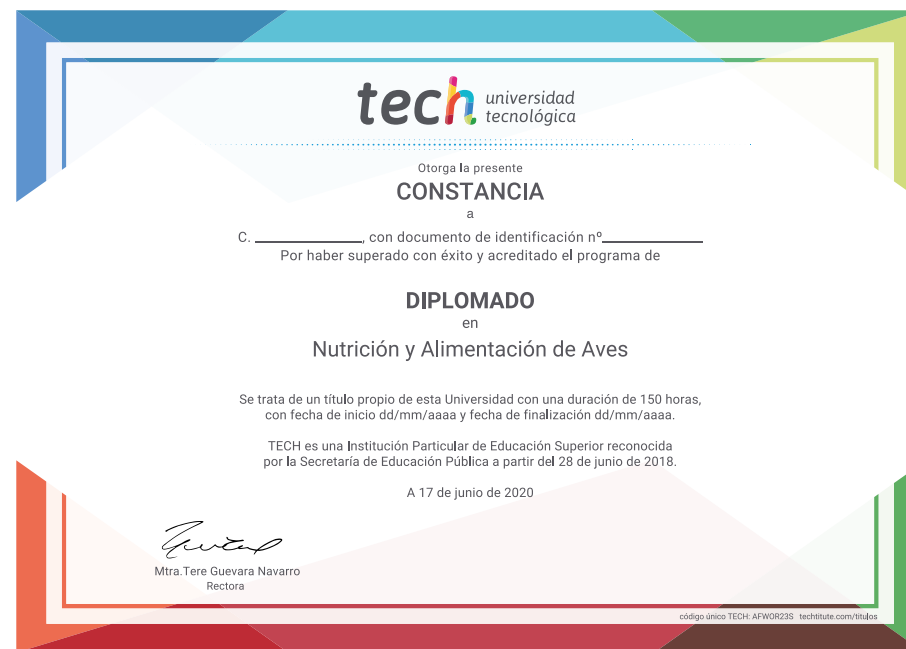 tech universidad
tecnológica
Otorga la presente
CONSTANCIA
a
C. ____________, con documento de identificación nº____________
Por haber superado con éxito y acreditado el programa de
DIPLOMADO
en
Nutrición y Alimentación de Aves
Se trata de un título propio de esta Universidad con una duración de 150 horas,
con fecha de inicio dd/mm/aaaa y fecha de finalización dd/mm/aaaa.
TECH es una Institución Particular de Educación Superior reconocida
por la Secretaría de Educación Pública a partir del 28 de junio de 2018.
A 17 de junio de 2020
Mtra.Tere Guevara Navarro
Rectora
código único TECH: AFWOR23S techtitute.com/titulos